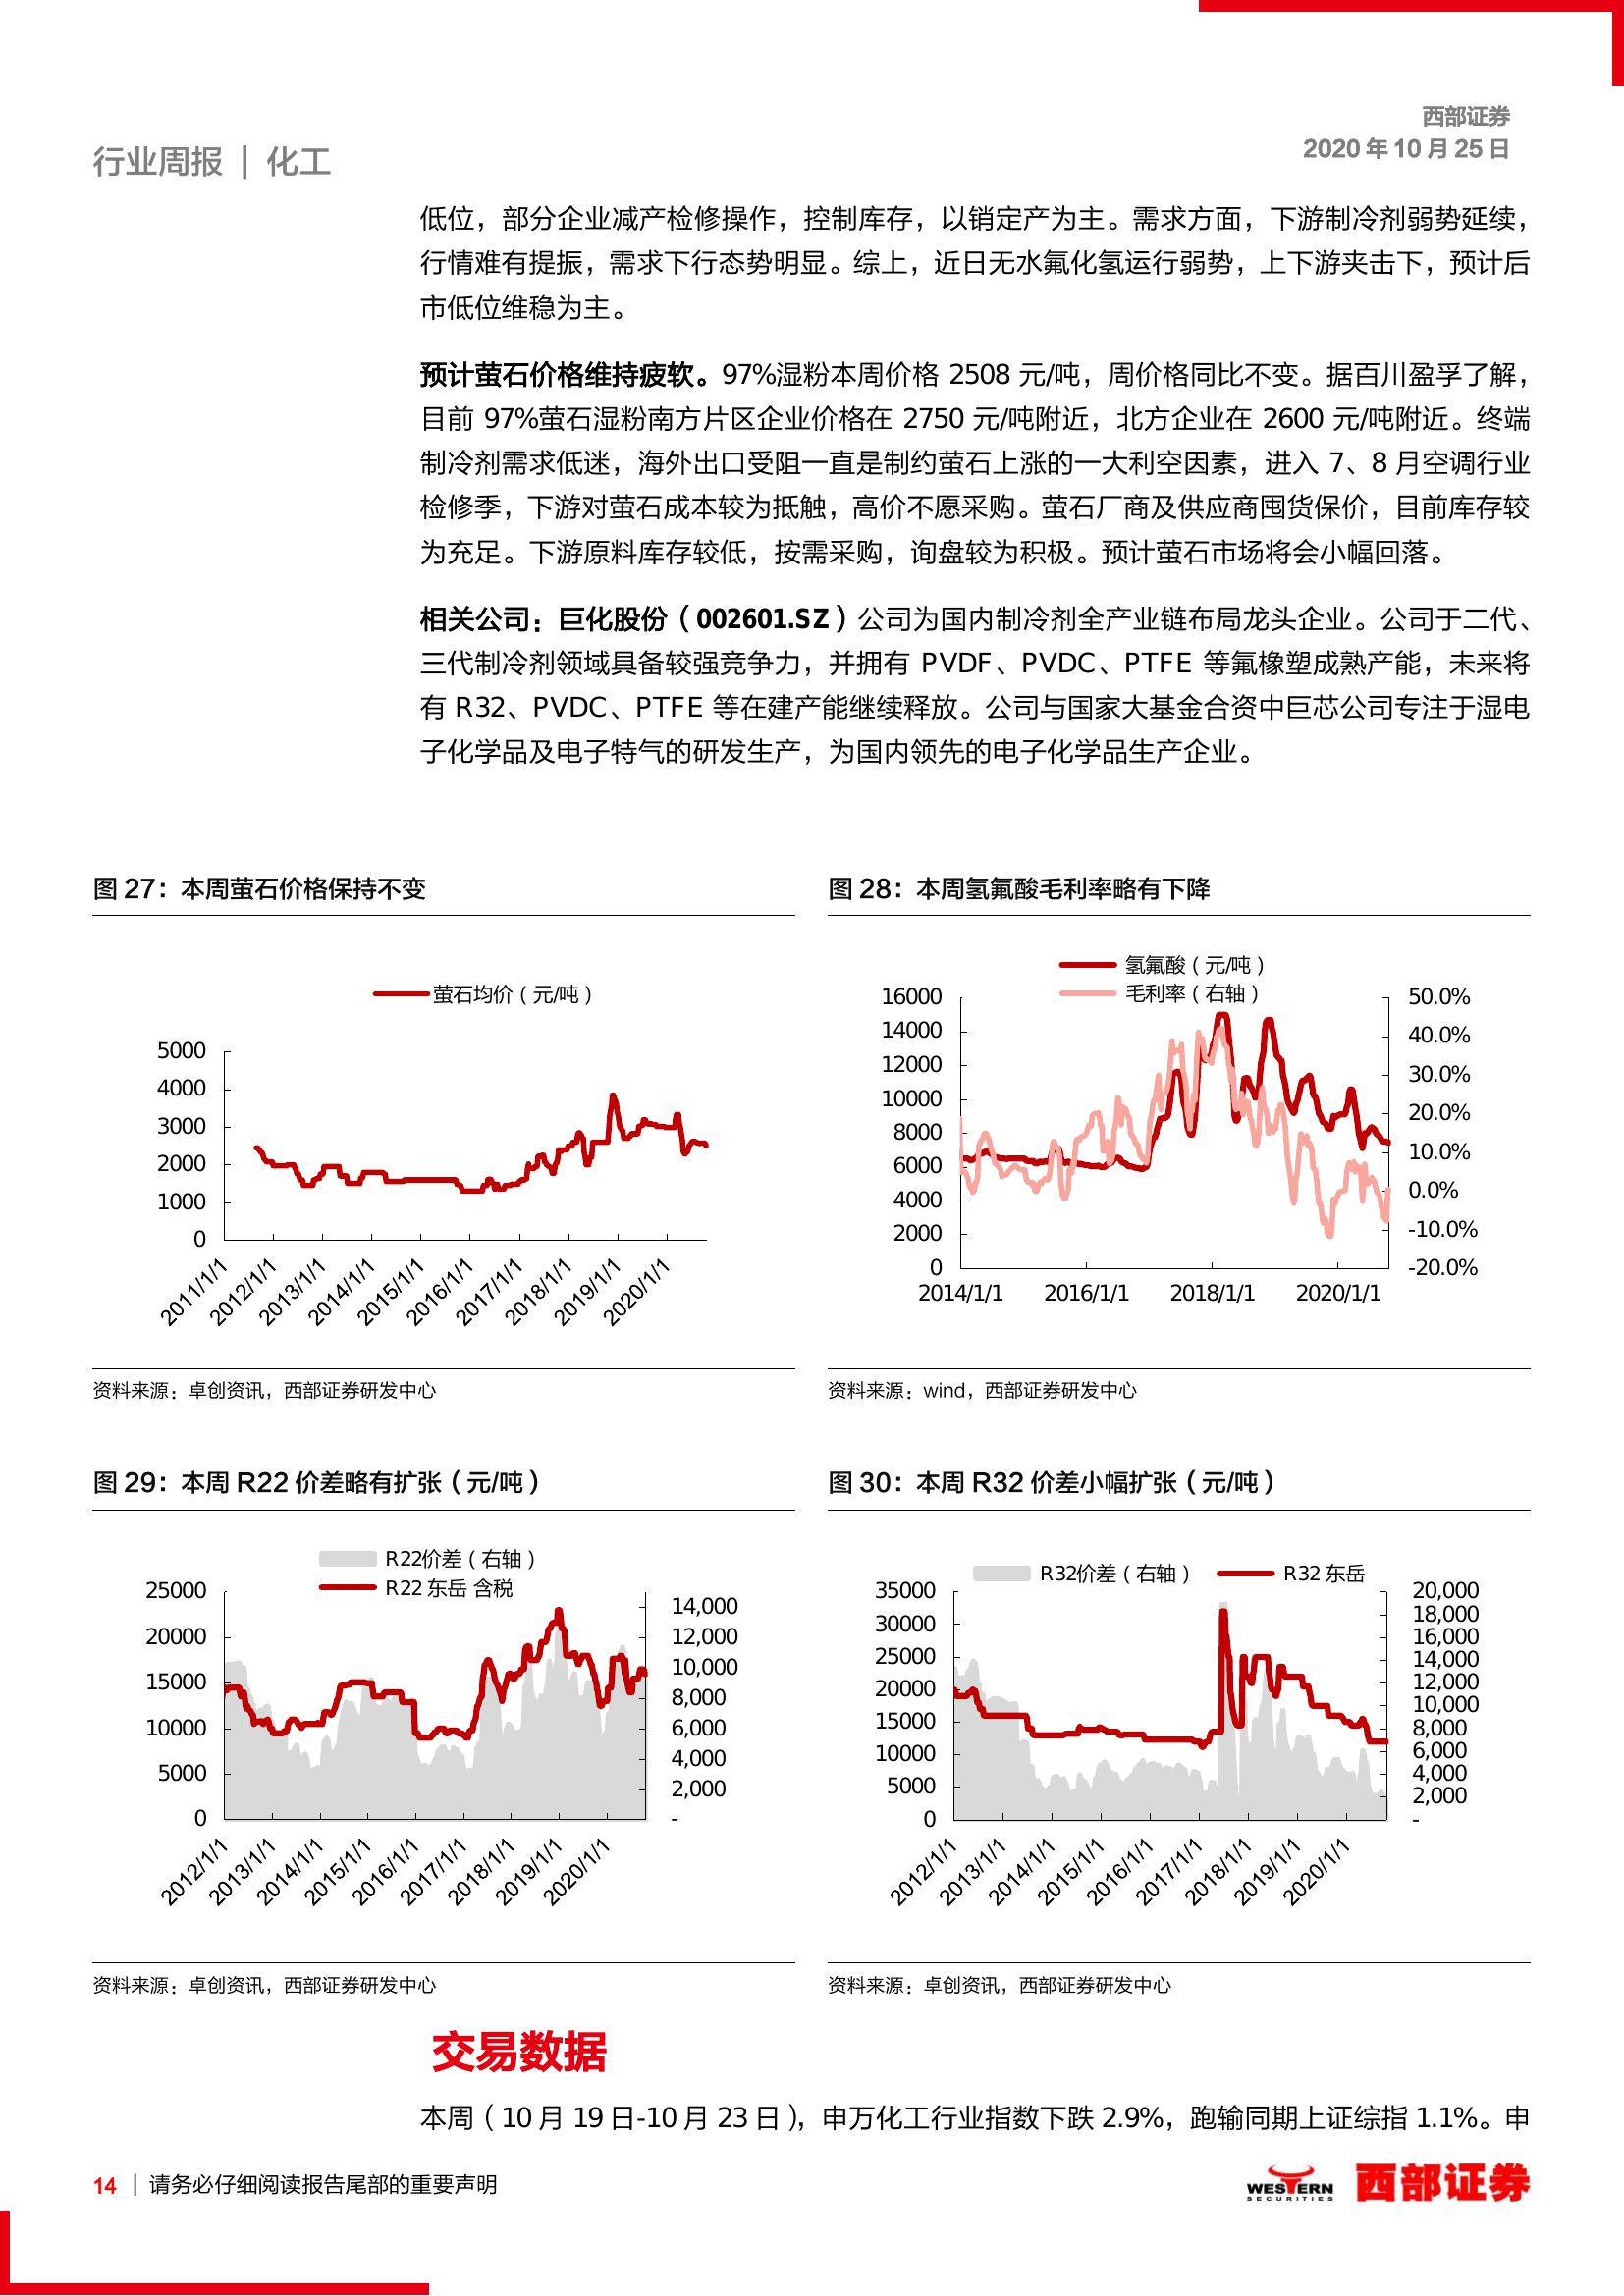 西部证券
2020 年 10 月 25 日
行业周报 | 化工
低位，部分企业减产检修操作，控制库存，以销定产为主。需求方面，下游制冷剂弱势延续，
行情难有提振，需求下行态势明显。综上，近日无水氟化氢运行弱势，上下游夹击下，预计后
市低位维稳为主。
预计萤石价格维持疲软。97%湿粉本周价格 2508 元/吨，周价格同比不变。据百川盈孚了解，
目前 97%萤石湿粉南方片区企业价格在 2750 元/吨附近，北方企业在 2600 元/吨附近。终端
制冷剂需求低迷，海外出口受阻一直是制约萤石上涨的一大利空因素，进入 7、8 月空调行业
检修季，下游对萤石成本较为抵触，高价不愿采购。萤石厂商及供应商囤货保价，目前库存较
为充足。下游原料库存较低，按需采购，询盘较为积极。预计萤石市场将会小幅回落。
相关公司：巨化股份（002601.SZ）公司为国内制冷剂全产业链布局龙头企业。公司于二代、
三代制冷剂领域具备较强竞争力，并拥有 PVDF、PVDC、PTFE 等氟橡塑成熟产能，未来将
有 R32、PVDC、PTFE 等在建产能继续释放。公司与国家大基金合资中巨芯公司专注于湿电
子化学品及电子特气的研发生产，为国内领先的电子化学品生产企业。
图 27：本周萤石价格保持不变
萤石均价（元/吨）
5000
4000
3000
2000
1000
0
2011/1/1
2012/1/1
2013/1/1
2014/1/1
2015/1/1
2016/1/1
2017/1/1
2018/1/1
2019/1/1
2020/1/1
资料来源：卓创资讯，西部证券研发中心
图 28：本周氢氟酸毛利率略有下降
氢氟酸（元/吨）
毛利率（右轴）
16000
14000
12000
10000
8000
6000
4000
2000
0
50.0%
40.0%
30.0%
20.0%
10.0%
0.0%
-10.0%
-20.0%
2014/1/1
2016/1/1
2018/1/1
2020/1/1
资料来源：wind，西部证券研发中心
图 29：本周 R22 价差略有扩张（元/吨）
R22价差（右轴）
R22 东岳 含税
25000
20000
15000
10000
5000
0
14,000
12,000
10,000
8,000
6,000
4,000
2,000
-
2012/1/1
2013/1/1
2014/1/1
2015/1/1
2016/1/1
2017/1/1
2018/1/1
2019/1/1
2020/1/1
资料来源：卓创资讯，西部证券研发中心
图 30：本周 R32 价差小幅扩张（元/吨）
R32价差（右轴）
R32 东岳
35000
30000
25000
20000
15000
10000
5000
0
20,000
18,000
16,000
14,000
12,000
10,000
8,000
6,000
4,000
2,000
-
2012/1/1
2013/1/1
2014/1/1
2015/1/1
2016/1/1
2017/1/1
2018/1/1
2019/1/1
2020/1/1
资料来源：卓创资讯，西部证券研发中心
交易数据
本周（10 月 19 日-10 月 23 日），申万化工行业指数下跌 2.9%，跑输同期上证综指 1.1%。申
14 | 请务必仔细阅读报告尾部的重要声明
WESTERN
SECURITIES
西部证券